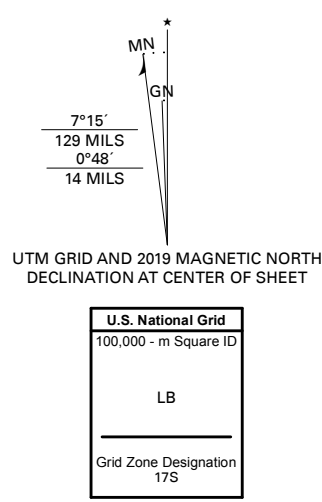 ★
MN
GN
7°15´
129 MILS
0°48´
14 MILS
UTM GRID AND 2019 MAGNETIC NORTH
DECLINATION AT CENTER OF SHEET
U.S. National Grid
100,000 - m Square ID
LB
Grid Zone Designation
17S